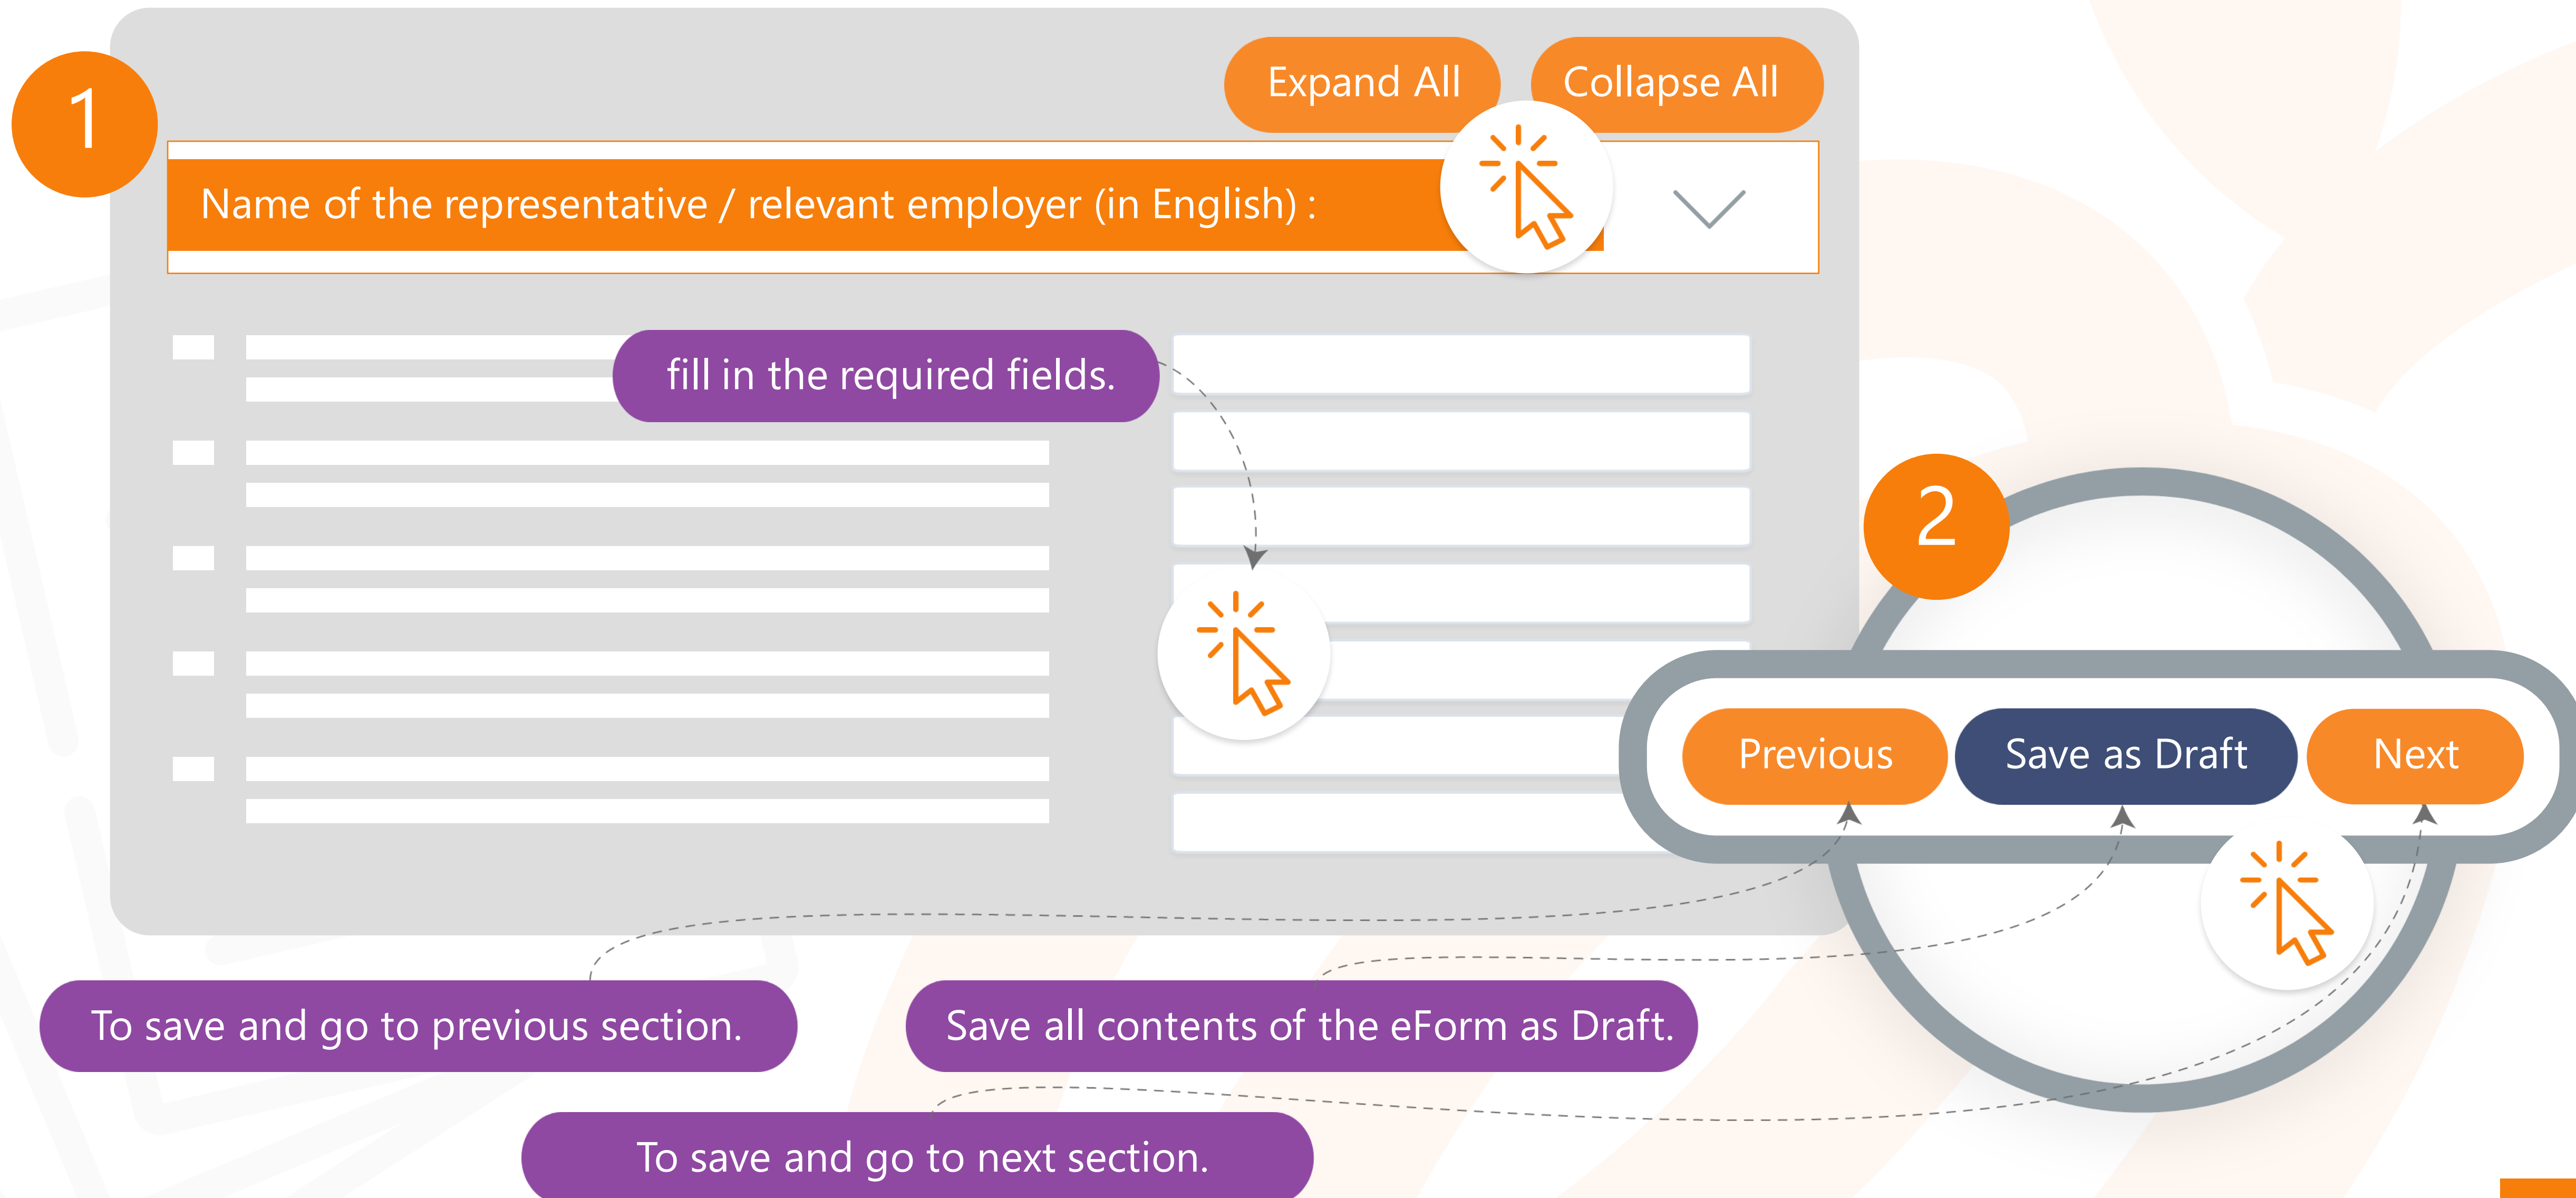 1
Expand All
Collapse All
Name of the representative / relevant employer (in English) :
fill in the required fields.
2
Previous
Save as Draft
Next
To save and go to previous section.
Save all contents of the eForm as Draft.
To save and go to next section.